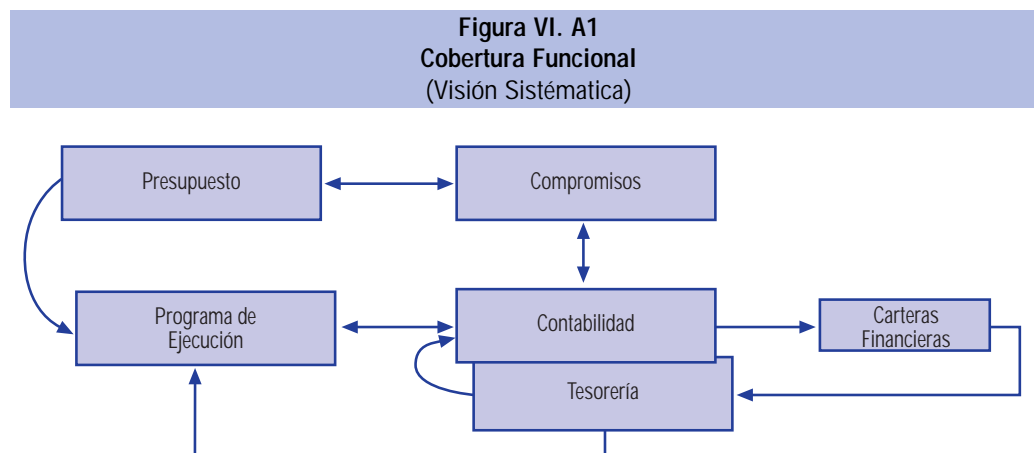 Figura VI. A1
Cobertura Funcional
(Visión Sistématica)
Presupuesto
Compromisos
Programa de
Ejecución
Contabilidad
Carteras
Financieras
Tesorería